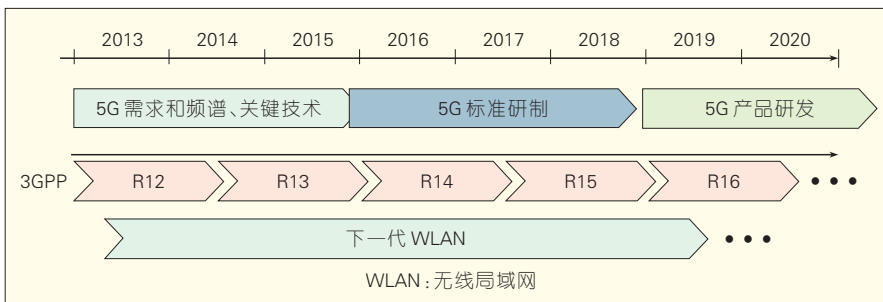 2013 2014 2015 2016 2017 2018 2019 2020
5G 需求和频谱、关键技术 5G 标准研制 5G 产品研发
3GPP R12 R13 R14 R15 R16 •••
下一代 WLAN •••
WLAN:无线局域网